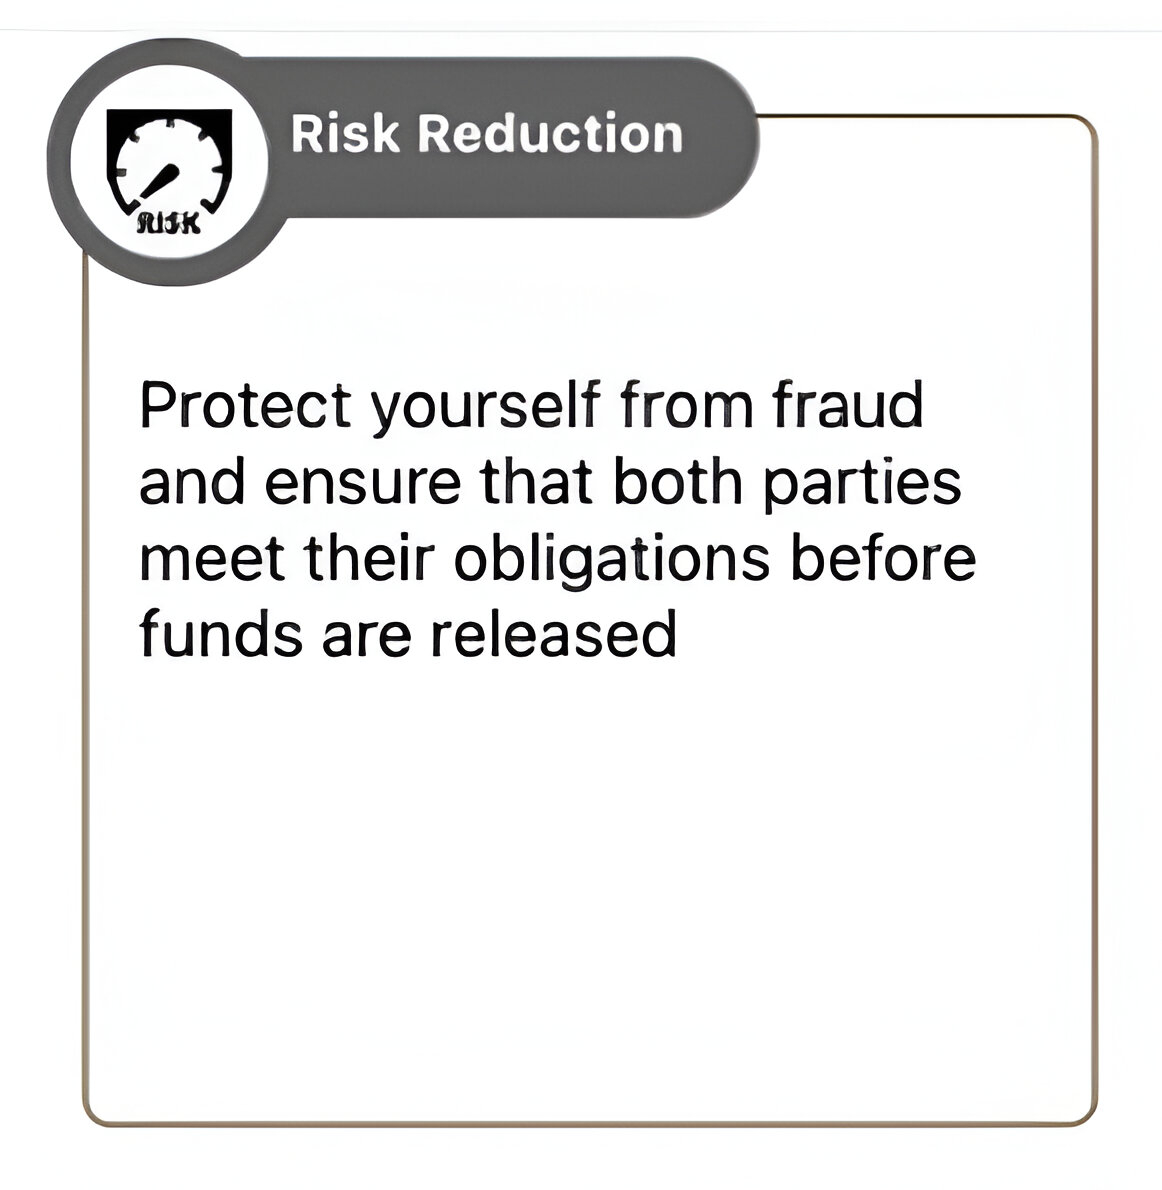 Risk Reduction
RISK
Protect yourself from fraud
and ensure that both parties
meet their obligations before
funds are released